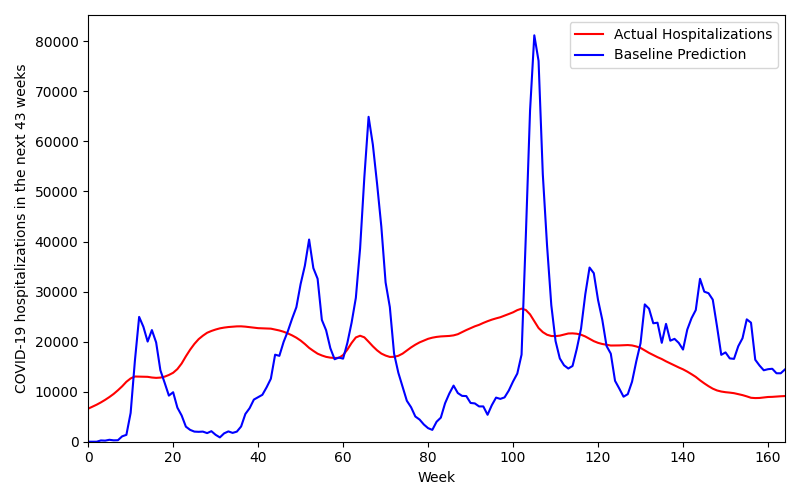 Actual Hospitalizations
Baseline Prediction
COVID-19 hospitalizations in the next 43 weeks
80000
70000
60000
50000
40000
30000
20000
10000
0
0 20 40 60 80 100 120 140 160
Week